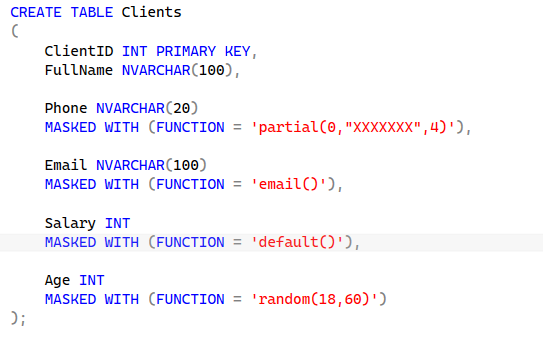 CREATE TABLE Clients
(
    ClientID INT PRIMARY KEY,
    FullName NVARCHAR(100),
    Phone NVARCHAR(20)
    MASKED WITH (FUNCTION = 'partial(0,"XXXXXXX",4)'),
    Email NVARCHAR(100)
    MASKED WITH (FUNCTION = 'email()'),
    Salary INT
    MASKED WITH (FUNCTION = 'default()'),
    Age INT
    MASKED WITH (FUNCTION = 'random(18,60)')
);